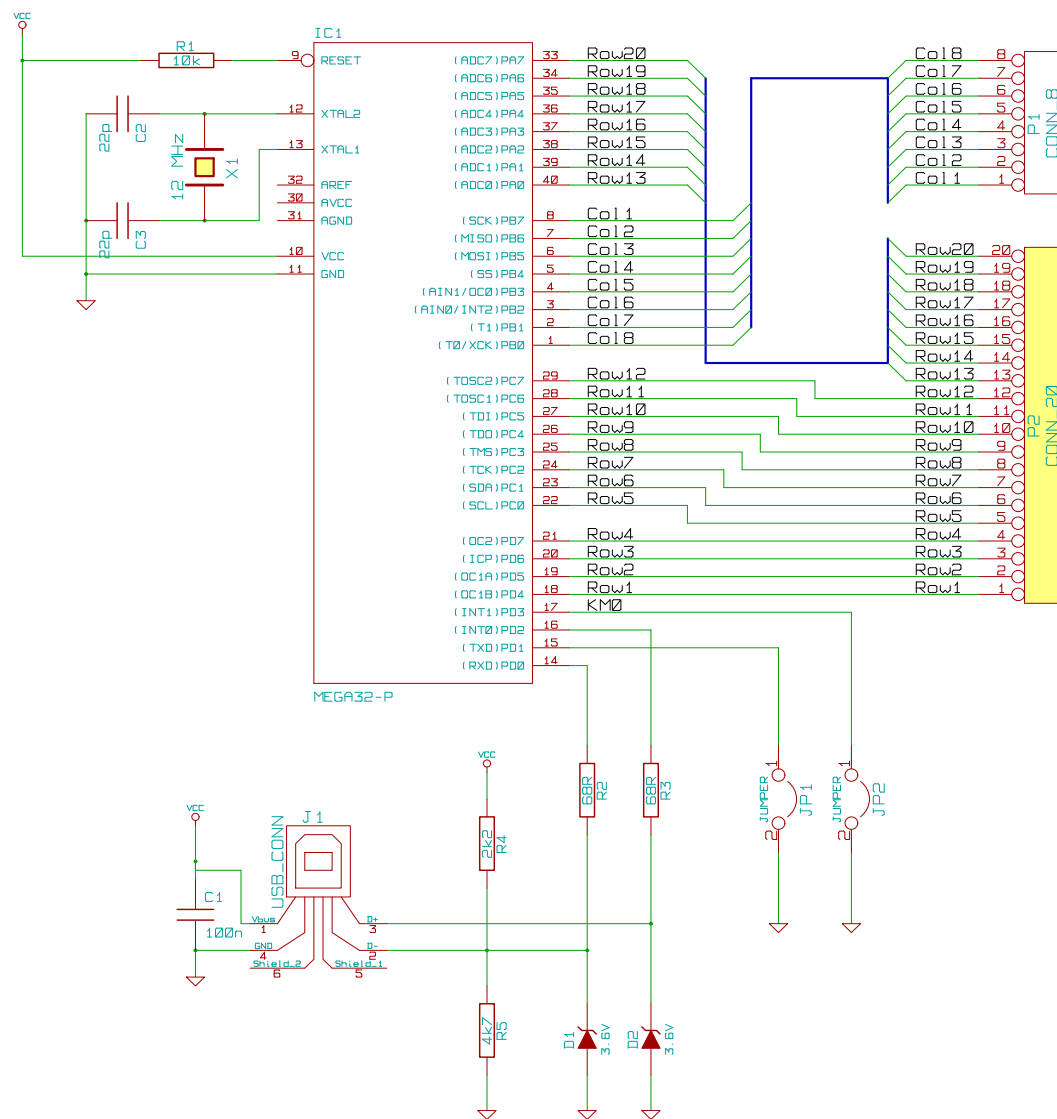 VCC
IC1
R1
10k
9
RESET
22p
C2
12
XTAL2
13
XTAL1
12 MHz
X1
22p
C3
32
AREF
30
AVCC
31
AGND
10
VCC
11
GND
(ADC7)PA7 33 Row20
(ADC6)PA6 34 Row19
(ADC5)PA5 35 Row18
(ADC4)PA4 36 Row17
(ADC3)PA3 37 Row16
(ADC2)PA2 38 Row15
(ADC1)PA1 39 Row14
(ADC0)PA0 40 Row13
(SCK)PB7 8 Col1
(MISO)PB6 7 Col2
(MOSI)PB5 6 Col3
(SS)PB4 5 Col4
(AIN1/OC0)PB3 4 Col5
(AIN0/INT2)PB2 3 Col6
(T1)PB1 2 Col7
(T0/XCK)PB0 1 Col8
(TOSC2)PC7 29 Row12
(TOSC1)PC6 28 Row11
(TDI)PC5 27 Row10
(TDO)PC4 26 Row9
(TMS)PC3 25 Row8
(TCK)PC2 24 Row7
(SDA)PC1 23 Row6
(SCL)PC0 22 Row5
(OC2)PD7 21 Row4
(ICP)PD6 20 Row3
(OC1A)PD5 19 Row2
(OC1B)PD4 18 Row1
(INT1)PD3 17 KM0
(INT0)PD2 16
(TXD)PD1 15
(RXD)PD0 14
MEGA32-P
Col8 8
Col7 7
Col6 6
Col5 5
Col4 4
Col3 3
Col2 2
Col1 1
P1
CONN_8
Row20 20
Row19 19
Row18 18
Row17 17
Row16 16
Row15 15
Row14 14
Row13 13
Row12 12
Row11 11
Row10 10
Row9 9
Row8 8
Row7 7
Row6 6
Row5 5
Row4 4
Row3 3
Row2 2
Row1 1
P2
CONN_20
VCC
2k2
R4
68R
R2
68R
R3
1
JUMPER
2
JP1
1
JUMPER
2
JP2
VCC
C1
100n
J1
USB_CONN
Vbus
1
GND
4
Shield_2
6
D+
3
D-
2
Shield_1
5
4k7
R5
D1
3.6V
D2
3.6V